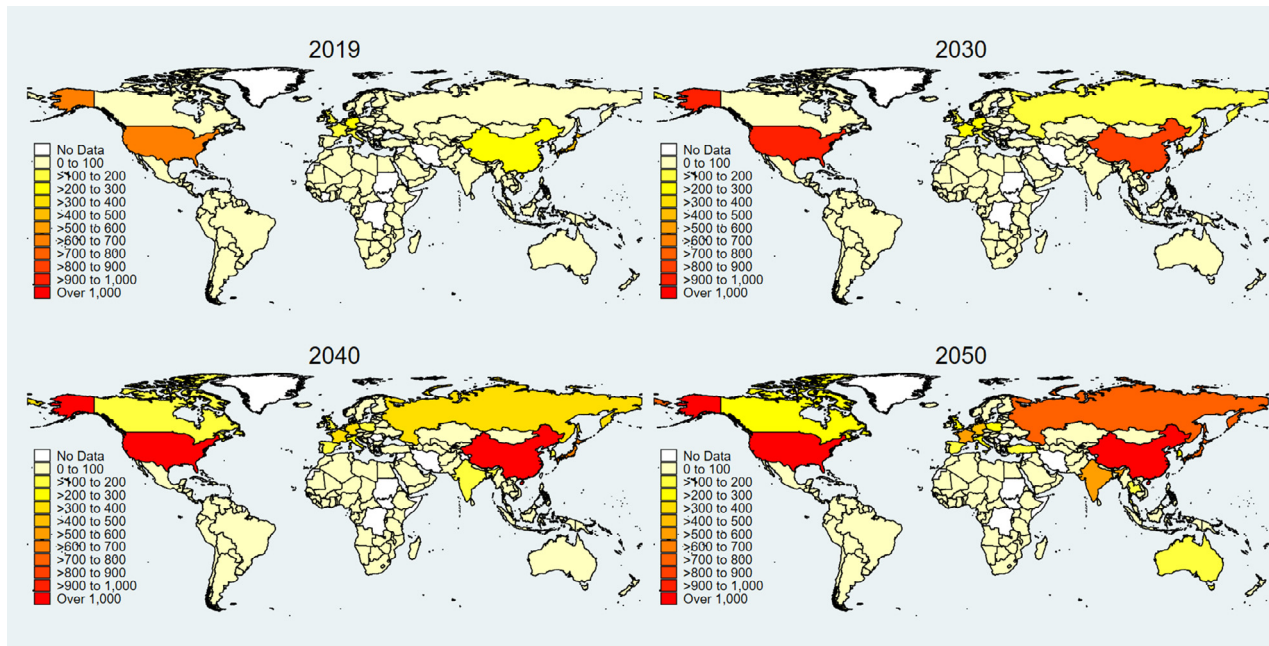 2019
No Data
0 to 100
>100 to 200
>200 to 300
>300 to 400
>400 to 500
>500 to 600
>600 to 700
>700 to 800
>800 to 900
>900 to 1,000
Over 1,000
2030
No Data
0 to 100
>100 to 200
>200 to 300
>300 to 400
>400 to 500
>500 to 600
>600 to 700
>700 to 800
>800 to 900
>900 to 1,000
Over 1,000
2040
No Data
0 to 100
>100 to 200
>200 to 300
>300 to 400
>400 to 500
>500 to 600
>600 to 700
>700 to 800
>800 to 900
>900 to 1,000
Over 1,000
2050
No Data
0 to 100
>100 to 200
>200 to 300
>300 to 400
>400 to 500
>500 to 600
>600 to 700
>700 to 800
>800 to 900
>900 to 1,000
Over 1,000